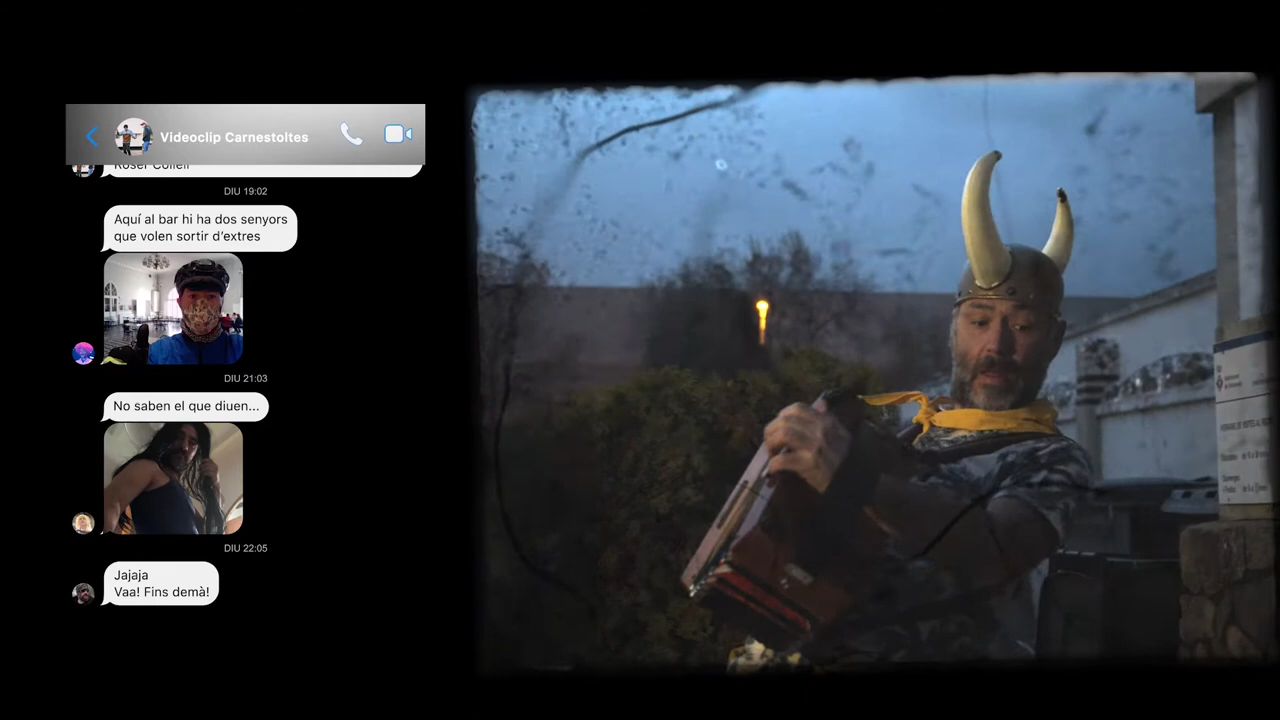 Videoclip Carnestoltes
Roser Collell
DIU 19:02
Aquí al bar hi ha dos senyors
que volen sortir d'extres
DIU 21:03
No saben el que diuen...
DIU 22:05
Jajaja
Vaa! Fins demà!